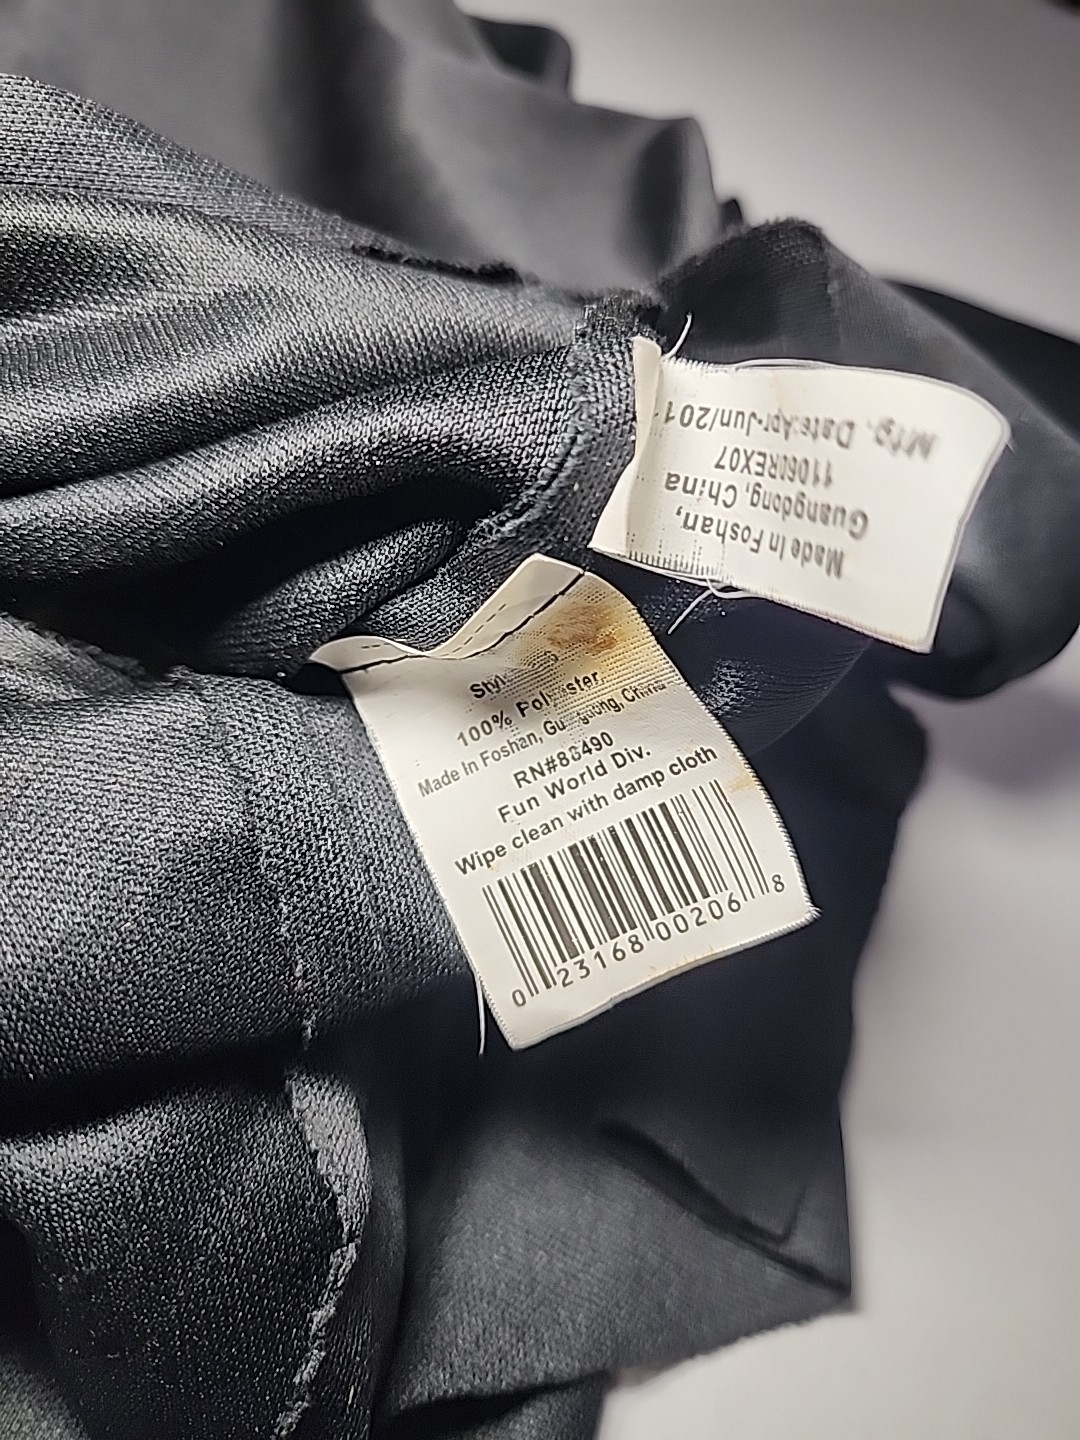 100% Polyester,
Made In Foshan, Guangdong, China
RN#88490
Fun World Div.
Wipe clean with damp cloth
0 23168 00206 8
Made In Foshan,
Guangdong, China
Mfg. Date:Apr-Jun/201